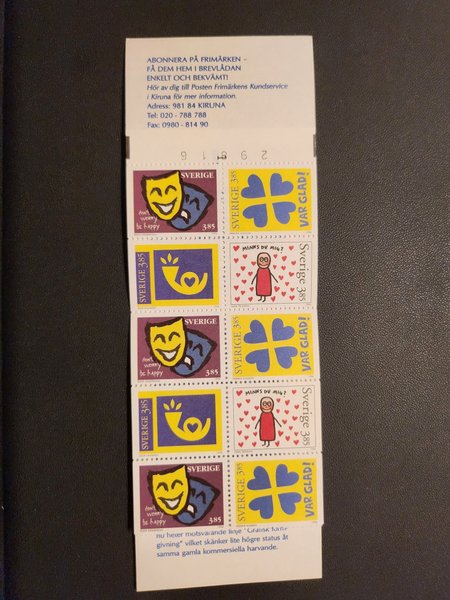 ABONNERA PÅ FRIMÄRKEN –
FÅ DEM HEM I BREVLÅDAN
ENKELT OCH BEKVÄMT!
Hör av dig till Posten Frimärkens Kundservice
i Kiruna för mer information.
Adress: 981 84 KIRUNA
Tel: 020 - 788 788
Fax: 0980 - 814 90
SVERIGE
don't worry
be happy
3.85
SVERIGE 3.85
VAR GLAD!
SVERIGE 3.85
MINNS DU MIG?
Sverige 3.85
SVERIGE
don't worry
be happy
3.85
SVERIGE 3.85
VAR GLAD!
SVERIGE 3.85
MINNS DU MIG?
Sverige 3.85
SVERIGE
don't worry
be happy
3.85
SVERIGE 3.85
VAR GLAD!
nu heter motsvarande linje "Grafisk
givning" vilket skänker lite högre status åt
samma gamla kommersiella harvande.